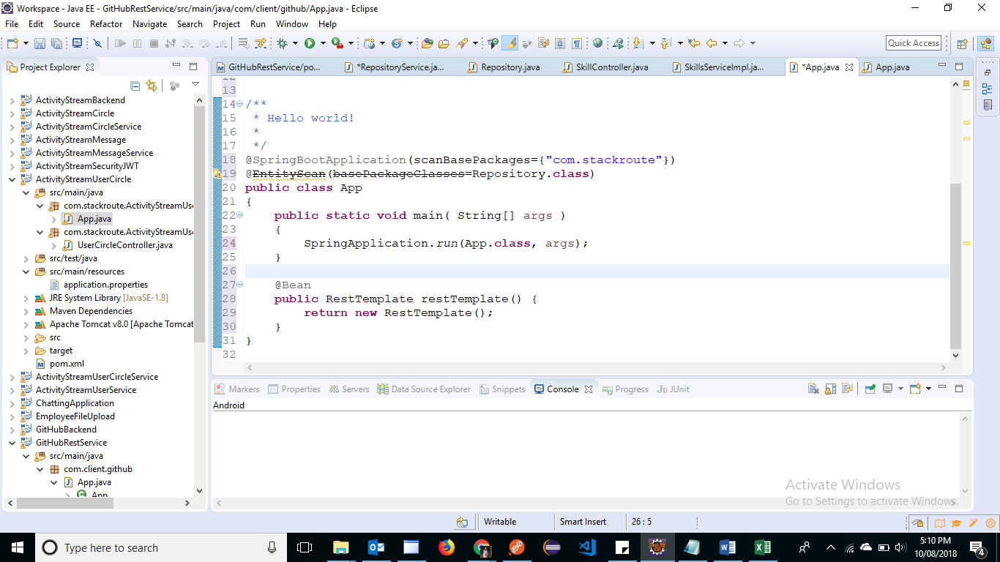 Workspace - Java EE - GitHubRestService/src/main/java/com/client/github/App.java - Eclipse
File Edit Source Refactor Navigate Search Project Run Window Help
Quick Access
Project Explorer
ActivityStreamBackend
ActivityStreamCircle
ActivityStreamCircleService
ActivityStreamMessage
ActivityStreamMessageService
ActivityStreamSecurityJWT
ActivityStreamUserCircle
src/main/java
com.stackroute.ActivityStreamUse
App.java
com.stackroute.ActivityStreamUse
UserCircleController.java
src/test/java
src/main/resources
application.properties
JRE System Library [JavaSE-1.8]
Maven Dependencies
Apache Tomcat v8.0 [Apache Tomcat
src
target
pom.xml
ActivityStreamUserCircleService
ActivityStreamUserService
ChattingApplication
EmployeeFileUpload
GitHubBackend
GitHubRestService
src/main/java
com.client.github
App.java
App
GitHubRestService/po... *RepositoryService.ja... Repository.java SkillController.java SkillsServiceImpl.ja... *App.java App.java
12
13
14 /**
15 * Hello world!
16 *
17 */
18 @SpringBootApplication(scanBasePackages={"com.stackroute"})
19 @EntityScan(basePackageClasses=Repository.class)
20 public class App
21 {
22 public static void main( String[] args )
23 {
24 SpringApplication.run(App.class, args);
25 }
26
27 @Bean
28 public RestTemplate restTemplate() {
29 return new RestTemplate();
30 }
31 }
32
Markers Properties Servers Data Source Explorer Snippets Console Progress Ju JUnit
Android
Activate Windows
Go to Settings to activate Windows.
Writable Smart Insert 26 : 5
Type here to search
5:10 PM
10/08/2018
4